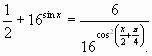 1/2 + 16^{sin x} = 6 / 16^{cos^2(x/2 + π/4)}.